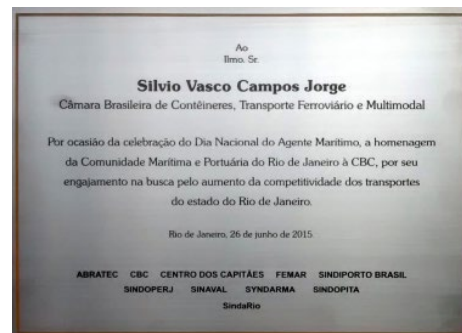 Ao
Ilmo. Sr.
Silvio Vasco Campos Jorge
Câmara Brasileira de Contêineres, Transporte Ferroviário e Multimodal
Por ocasião da celebração do Dia Nacional do Agente Marítimo, a homenagem
da Comunidade Marítima e Portuária do Rio de Janeiro à CBC, por seu
engajamento na busca pelo aumento da competitividade dos transportes
do estado do Rio de Janeiro.
Rio de Janeiro, 26 de junho de 2015
ABRATEC CBC CENTRO DOS CAPITÃES FEMAR SINDIPORTO BRASIL
SINDOPERJ SINAVAL SYNDARMA SINDOPITA
SindaRio